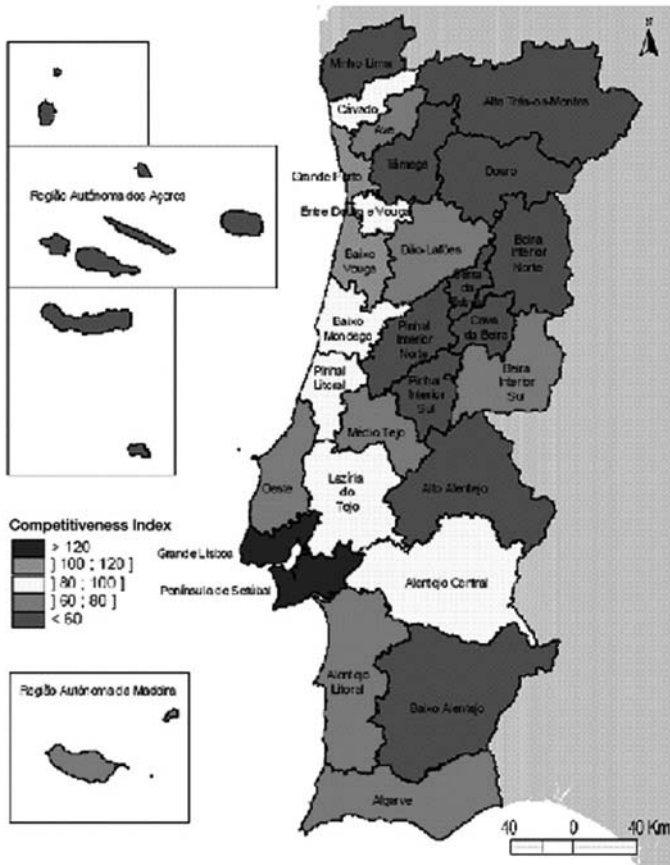 N
Minho Lima
Cávado
Alto Trás-os-Montes
Ave
Grande Porto
Tâmega
Douro
Região Autónoma dos Açores
Entre Douro e Vouga
Baixo
Vouga
Dão-Lafões
Beira
Interior
Norte
Baixo
Mondego
Pinhal
Interior
Norte
Cova
da Beira
Pinhal
Litoral
Pinhal
Interior
Sul
Beira
Interior
Sul
Médio Tejo
Oeste
Lezíria
do
Tejo
Alto Alentejo
Competitiveness Index
> 120
] 100 ; 120 ]
] 80 ; 100 ]
] 60 ; 80 ]
< 60
Grande Lisboa
Península de Setúbal
Alentejo Central
Região Autónoma da Madeira
Alentejo
Litoral
Baixo Alentejo
Algarve
40 0 40 Km